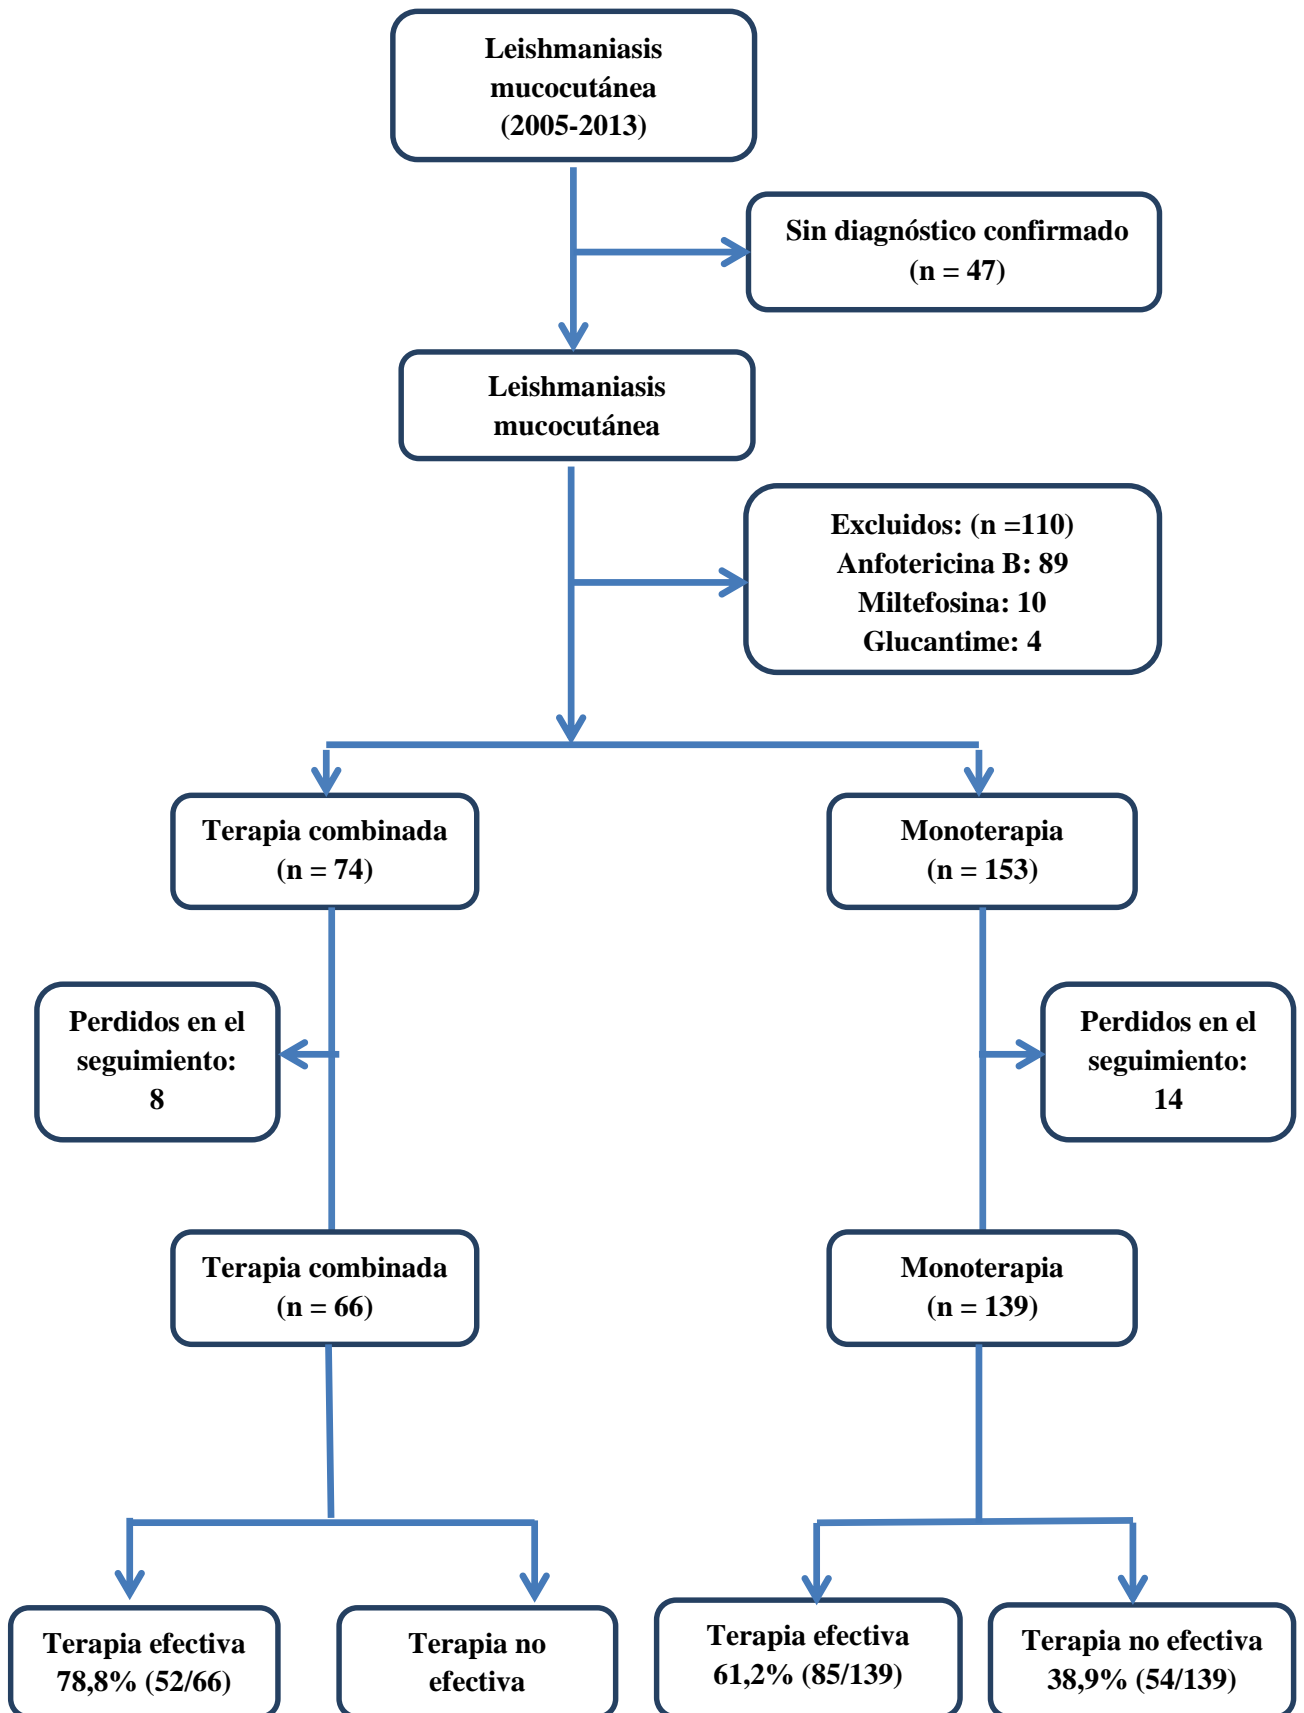 Leishmaniasis
mucocutánea
(2005-2013)
Sin diagnóstico confirmado
(n = 47)
Leishmaniasis
mucocutánea
Excluidos: (n =110)
Anfotericina B: 89
Miltefosina: 10
Glucantime: 4
Terapia combinada
(n = 74)
Monoterapia
(n = 153)
Perdidos en el
seguimiento:
8
Perdidos en el
seguimiento:
14
Terapia combinada
(n = 66)
Monoterapia
(n = 139)
Terapia efectiva
78,8% (52/66)
Terapia no
efectiva
Terapia efectiva
61,2% (85/139)
Terapia no efectiva
38,9% (54/139)